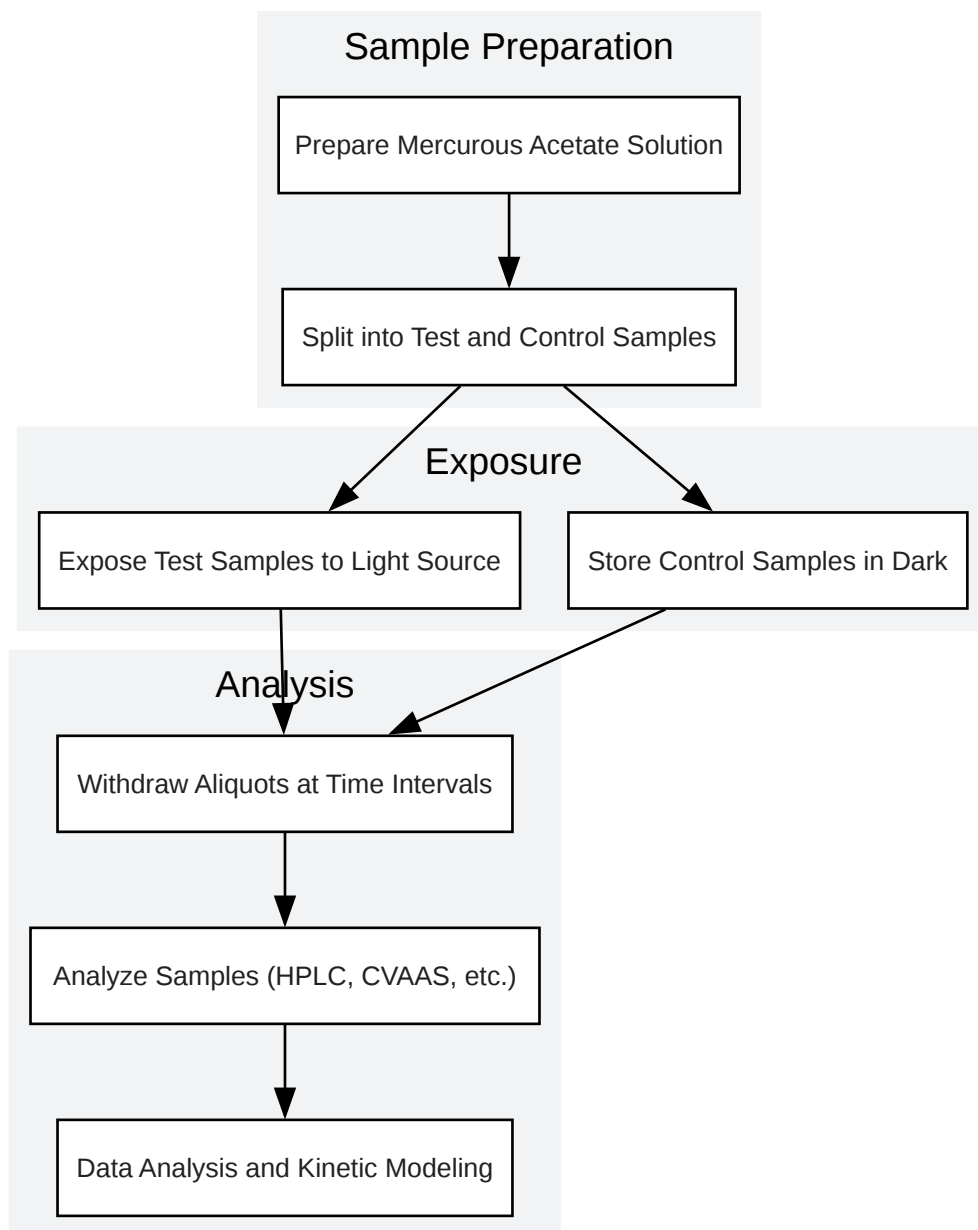 Sample Preparation
Prepare Mercurous Acetate Solution
Split into Test and Control Samples
Exposure
Expose Test Samples to Light Source
Store Control Samples in Dark
Analysis
Withdraw Aliquots at Time Intervals
Analyze Samples (HPLC, CVAAS, etc.)
Data Analysis and Kinetic Modeling